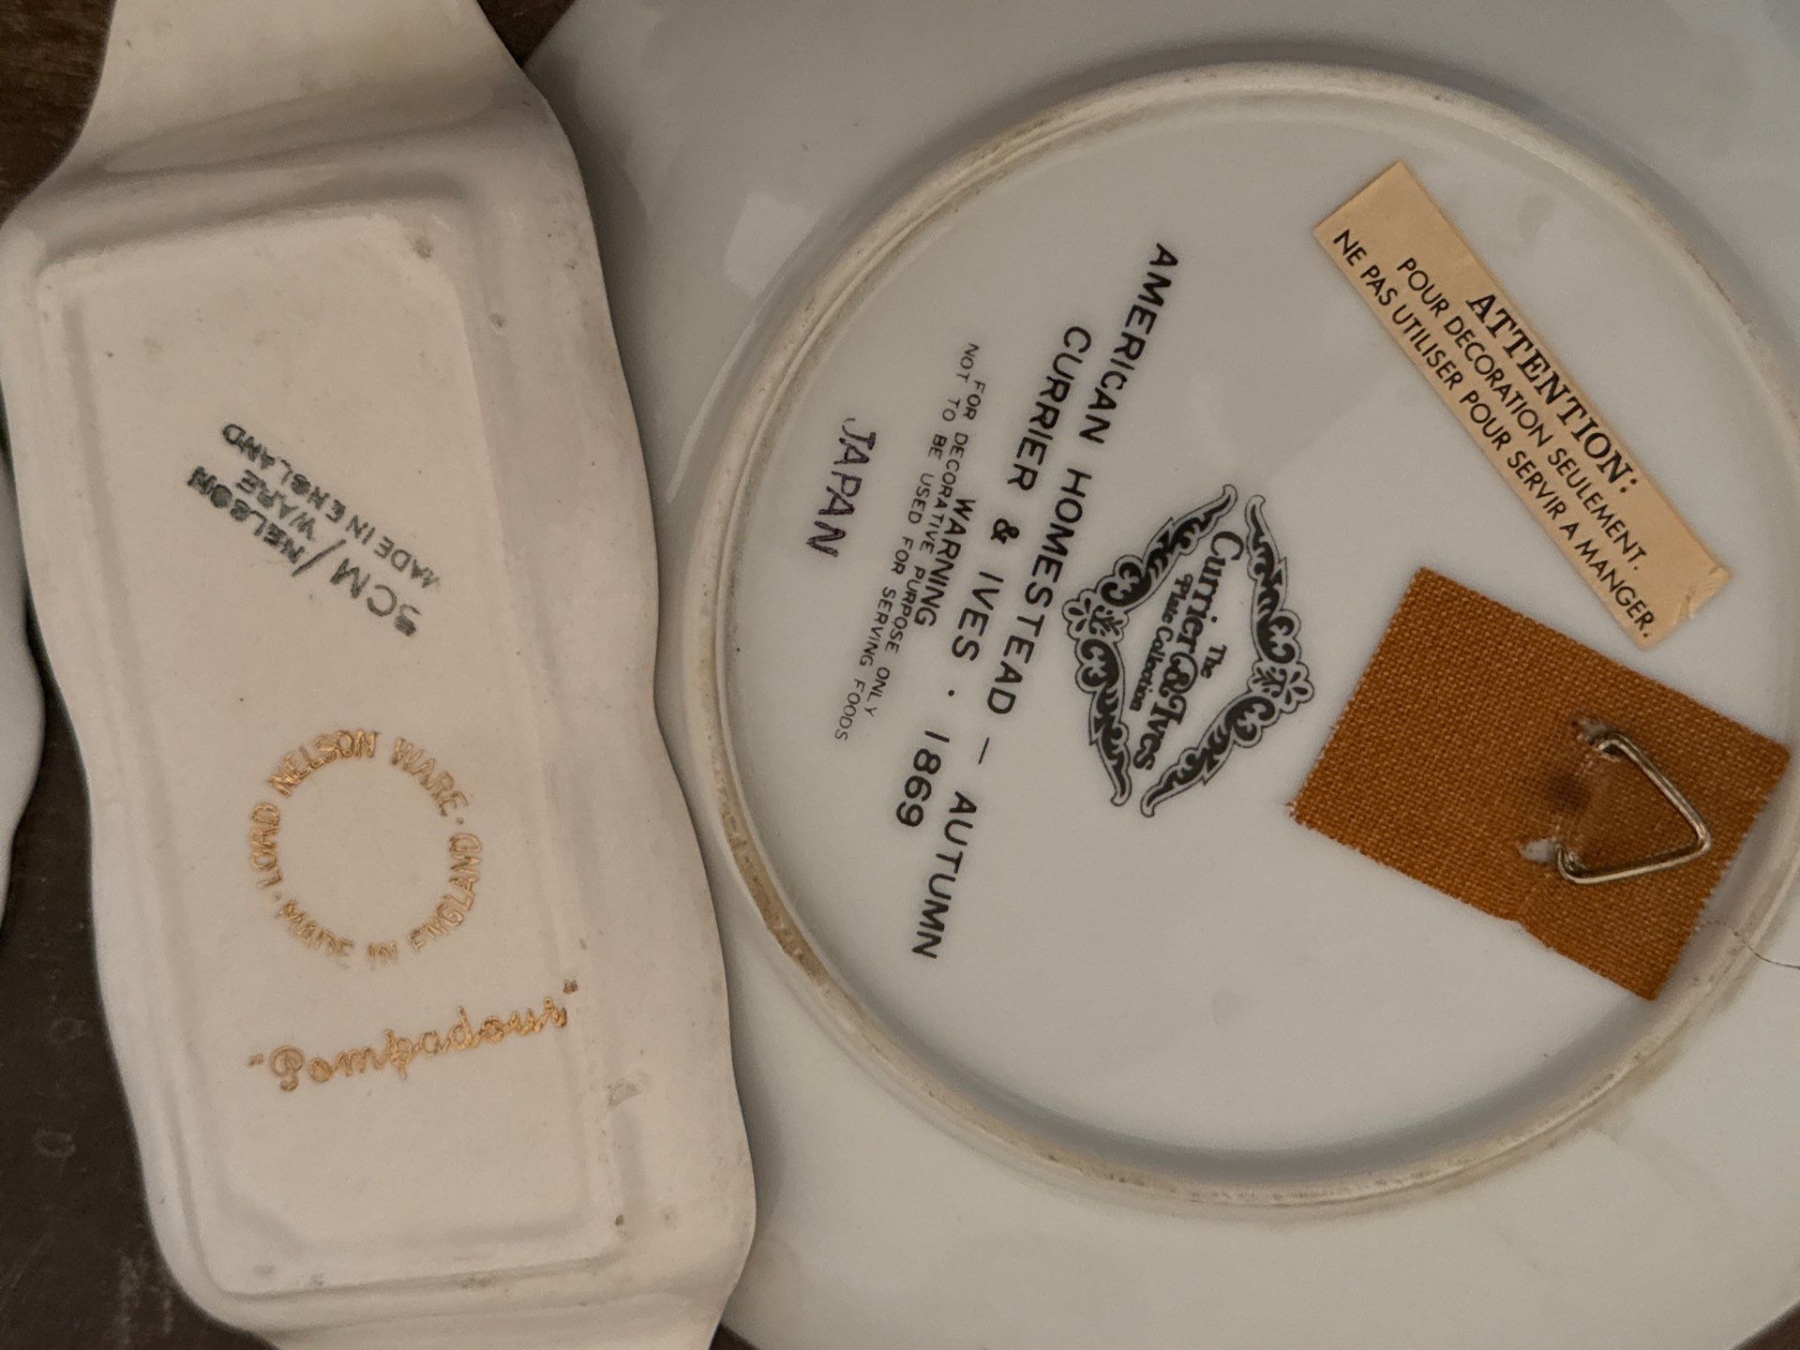 5CM/NELSON
WARE
MADE IN ENGLAND
· LORD NELSON WARE · MADE IN ENGLAND
"Pompadour"
ATTENTION:
POUR DECORATION SEULEMENT.
NE PAS UTILISER POUR SERVIR A MANGER.
The
Currier & Ives
Plate Collection
AMERICAN HOMESTEAD — AUTUMN
CURRIER & IVES · 1869
WARNING
FOR DECORATIVE PURPOSE ONLY
NOT TO BE USED FOR SERVING FOODS
JAPAN